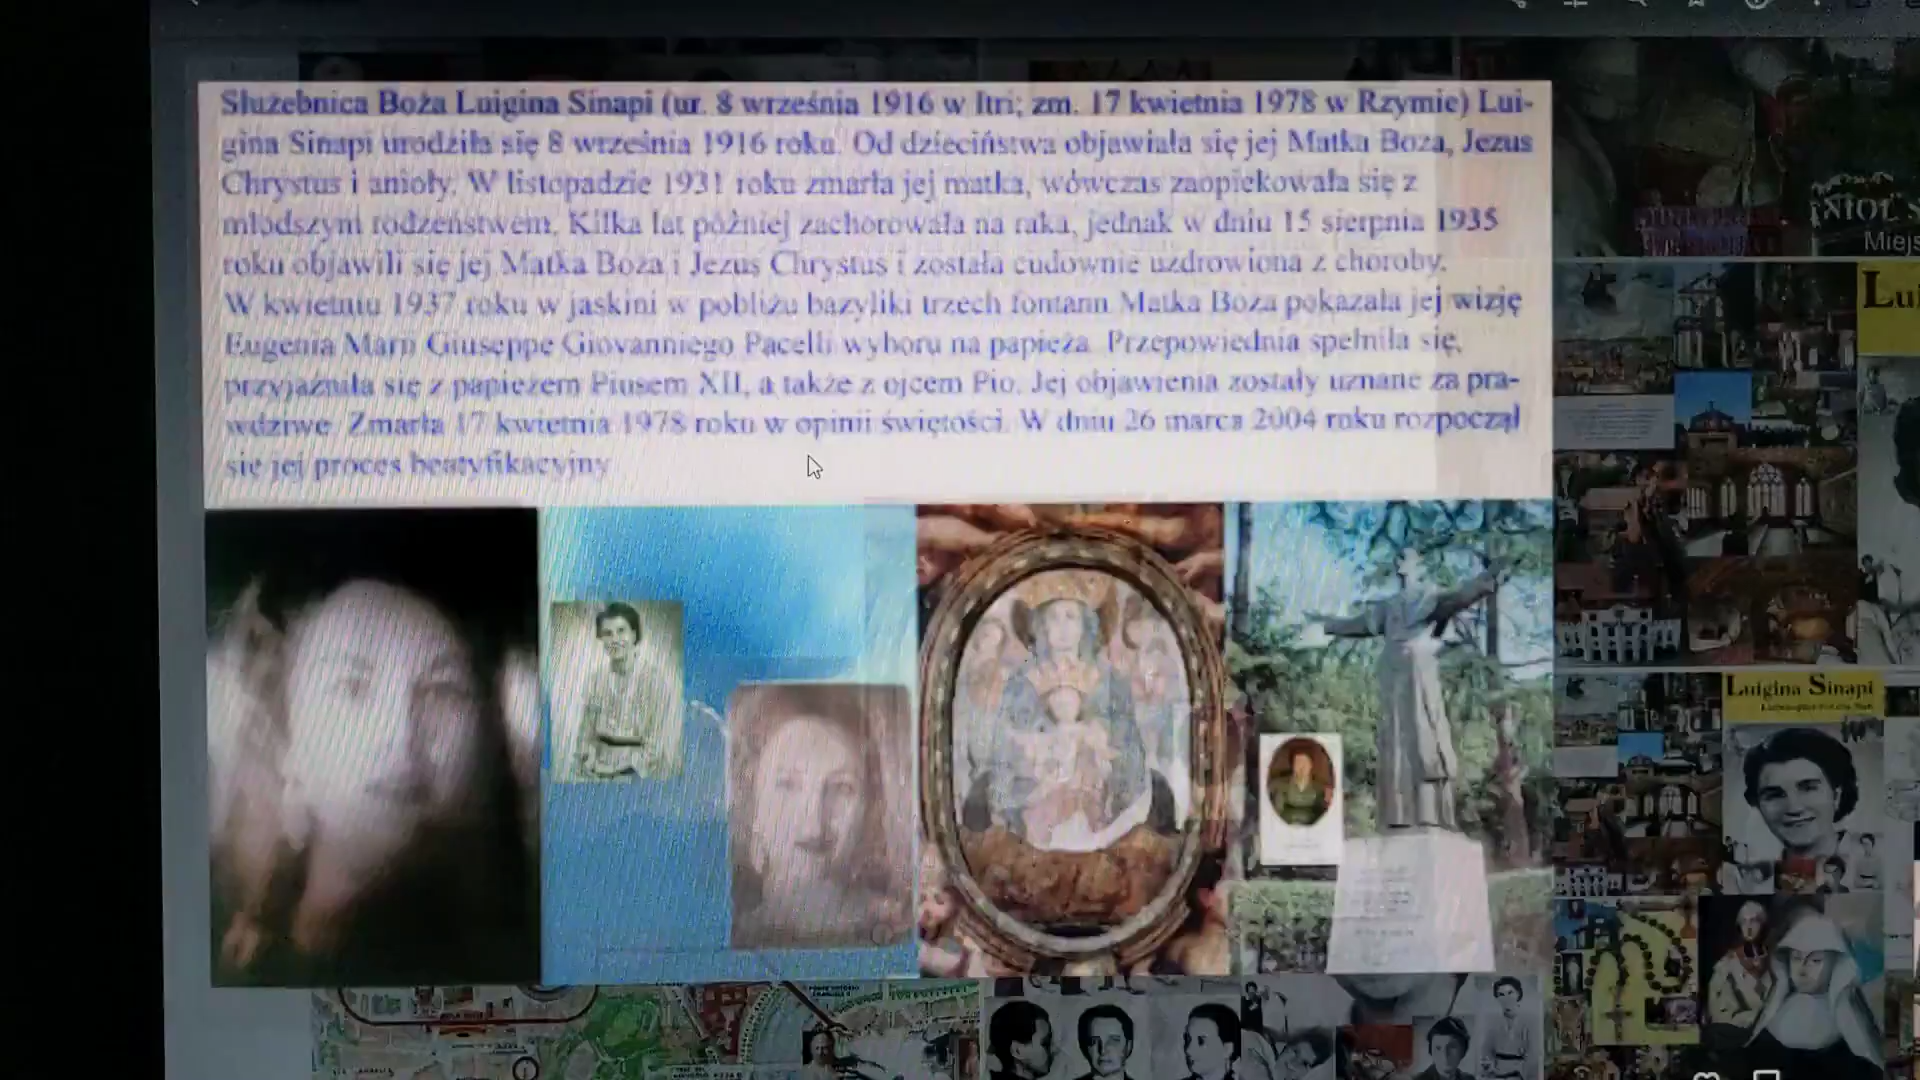 Służebnica Boża Luigina Sinapi (ur. 8 września 1916 w Itri; zm. 17 kwietnia 1978 w Rzymie) Lui-
gina Sinapi urodziła się 8 września 1916 roku. Od dzieciństwa objawiała się jej Matka Boża, Jezus
Chrystus i anioły. W listopadzie 1931 roku zmarła jej matka, wówczas zaopiekowała się z
młodszym rodzeństwem. Kilka lat później zachorowała na raka, jednak w dniu 15 sierpnia 1935
roku objawili się jej Matka Boża i Jezus Chrystus i została cudownie uzdrowiona z choroby.
W kwietniu 1937 roku w jaskini w pobliżu bazyliki trzech fontann Matka Boża pokazała jej wizję
Eugenia Marii Giuseppe Giovanniego Pacelli wyboru na papieża. Przepowiednia spełniła się,
przyjaźniła się z papieżem Piusem XII, a także z ojcem Pio. Jej objawienia zostały uznane za pra-
wdziwe. Zmarła 17 kwietnia 1978 roku w opinii świętości. W dniu 26 marca 2004 roku rozpoczął
się jej proces beatyfikacyjny
Miejs
Lui
Luigina Sinapi